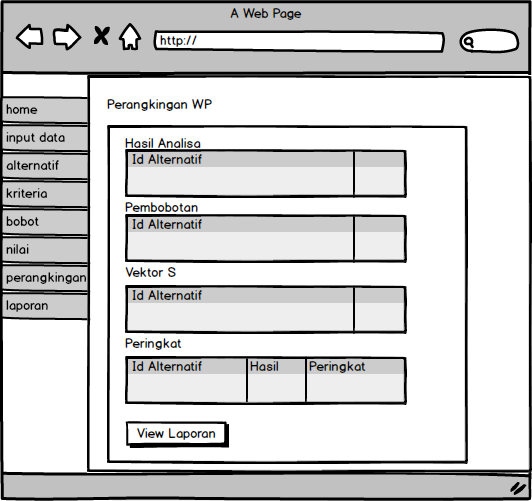 A Web Page
http://
home
input data
alternatif
kriteria
bobot
nilai
perangkingan
laporan
Perangkingan WP
Hasil Analisa
Id Alternatif
Pembobotan
Id Alternatif
Vektor S
Id Alternatif
Peringkat
Id Alternatif Hasil Peringkat
View Laporan